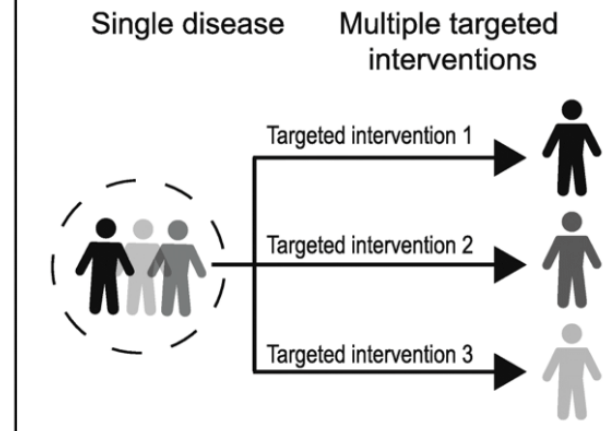 Single disease
Multiple targeted
interventions
Targeted intervention 1
Targeted intervention 2
Targeted intervention 3